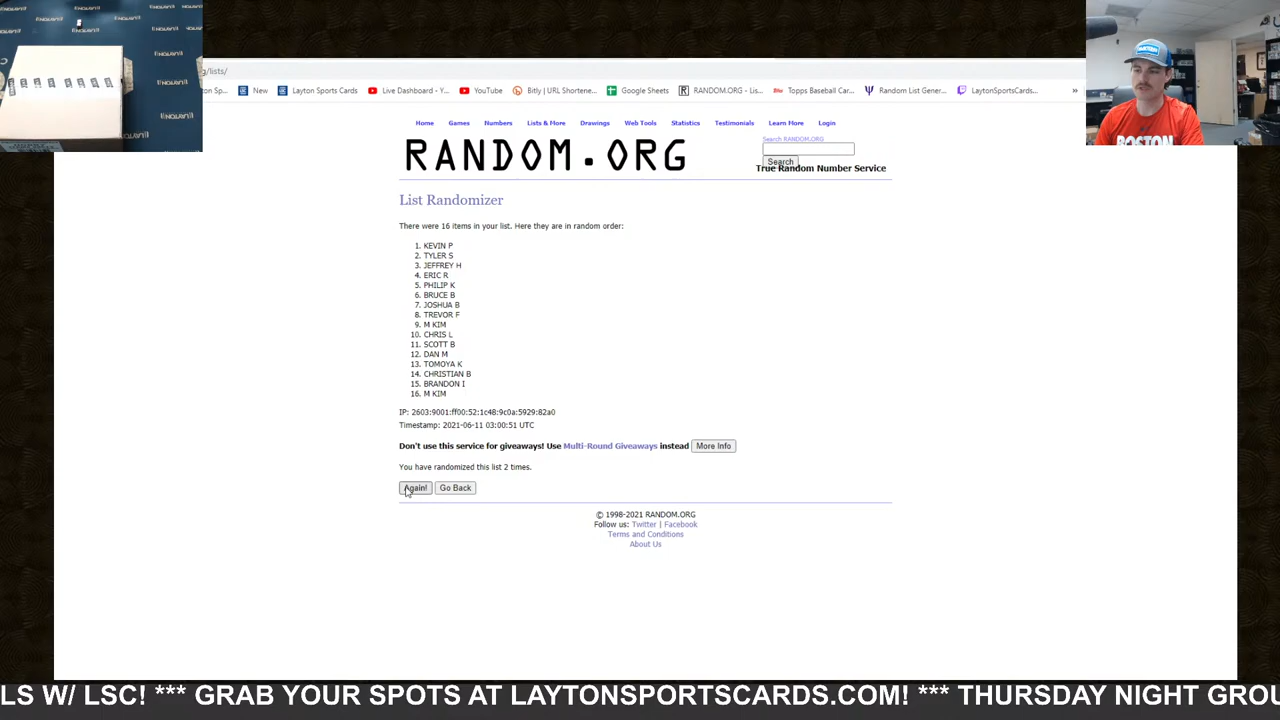 g/lists/
on Sp...
New
Layton Sports Cards
Live Dashboard - Y...
YouTube
Bitly | URL Shortene...
Google Sheets
RANDOM.ORG - Lis...
Topps Baseball Car...
Random List Gener...
LaytonSportsCards...
»
Home Games Numbers Lists & More Drawings Web Tools Statistics Testimonials Learn More Login
RANDOM.ORG
Search RANDOM.ORG
Search
True Random Number Service
List Randomizer
There were 16 items in your list. Here they are in random order:
1. KEVIN P
2. TYLER S
3. JEFFREY H
4. ERIC R
5. PHILIP K
6. BRUCE B
7. JOSHUA B
8. TREVOR F
9. M KIM
10. CHRIS L
11. SCOTT B
12. DAN M
13. TOMOYA K
14. CHRISTIAN B
15. BRANDON I
16. M KIM
IP: 2603:9001:ff00:52:1c48:9c0a:5929:82a0
Timestamp: 2021-06-11 03:00:51 UTC
Don't use this service for giveaways! Use Multi-Round Giveaways instead More Info
You have randomized this list 2 times.
Again! Go Back
© 1998-2021 RANDOM.ORG
Follow us: Twitter | Facebook
Terms and Conditions
About Us
BOSTON
LS W/ LSC! *** GRAB YOUR SPOTS AT LAYTONSPORTSCARDS.COM! *** THURSDAY NIGHT GROU